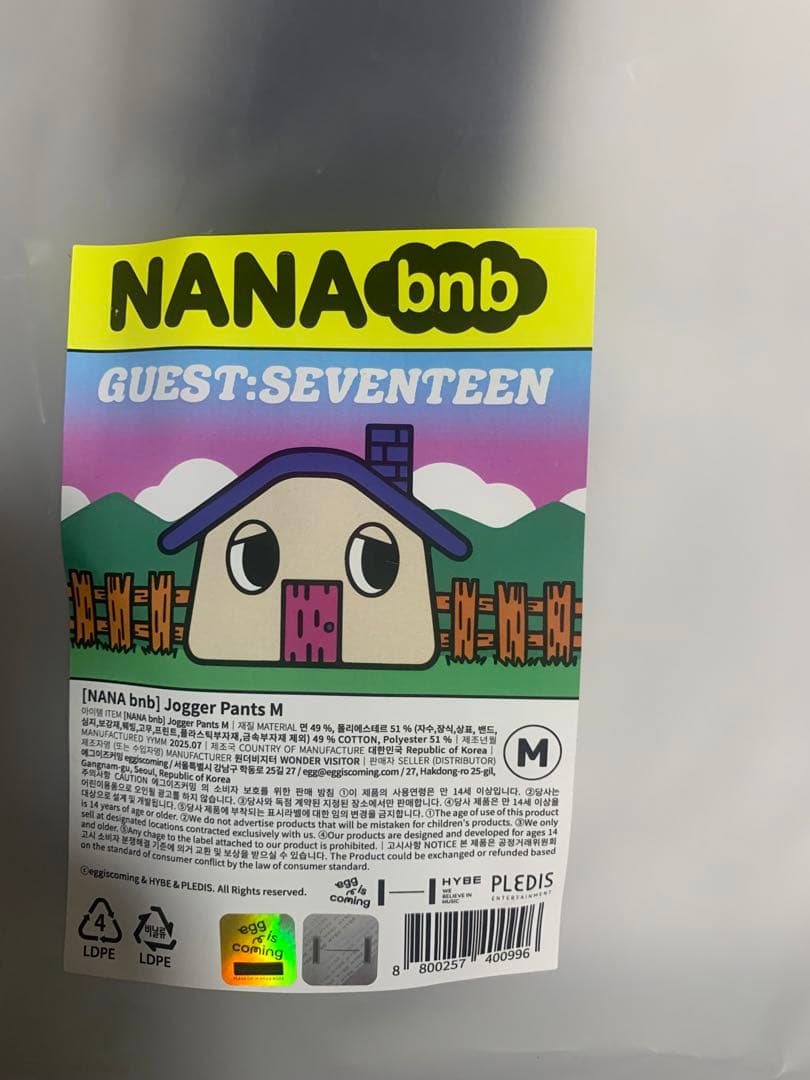 NANA bnb
GUEST:SEVENTEEN
[NANA bnb] Jogger Pants M
아이템 ITEM [NANA bnb] Jogger Pants M | 재질 MATERIAL 면 49 %, 폴리에스테르 51 % (자수,장식,상표, 밴드,
심지,보강재,웨빙,고무,프린트,플라스틱부자재,금속부자재 제외) 49 % COTTON, Polyester 51 % | 제조년월
MANUFACTURED YYMM 2025.07 | 제조국 COUNTRY OF MANUFACTURE 대한민국 Republic of Korea |
제조자명 (또는 수입자명) MANUFACTURER 원더비지터 WONDER VISITOR | 판매자 SELLER (DISTRIBUTOR)
에그이즈커밍 eggiscoming / 서울특별시 강남구 학동로 25길 27 / egg@eggiscoming.com / 27, Hakdong-ro 25-gil,
Gangnam-gu, Seoul, Republic of Korea
M
주의사항 CAUTION 에그이즈커밍 의 소비자 보호를 위한 판매 방침 ①이 제품의 사용연령은 만 14세 이상입니다. ②당사는
어린이용품으로 오인될 광고를 하지 않습니다. ③당사와 독점 계약된 지정된 장소에서만 판매합니다. ④당사 제품은 만 14세 이상을
대상으로 설계 및 개발됩니다. ⑤당사 제품에 부착되는 표시라벨에 대한 임의 변경을 금지합니다. ①The age of use of this product
is 14 years of age or older. ②We do not advertise products that will be mistaken for children's products. ③We only
sell at designated locations contracted exclusively with us. ④Our products are designed and developed for ages 14
and older. ⑤Any chage to the label attached to our product is prohibited. | 고시사항 NOTICE 본 제품은 공정거래위원회
고시 소비자 분쟁해결 기준에 의거 교환 및 보상을 받으실 수 있습니다. The Product could be exchanged or refunded based
on the standard of consumer conflict by the law of consumer standard.
ⓒeggiscoming & HYBE & PLEDIS. All Rights reserved.
egg is coming
HYBE
WE BELIEVE IN MUSIC
PLEDIS
ENTERTAINMENT
4
LDPE
비닐류
LDPE
egg is coming
8 800257 400996